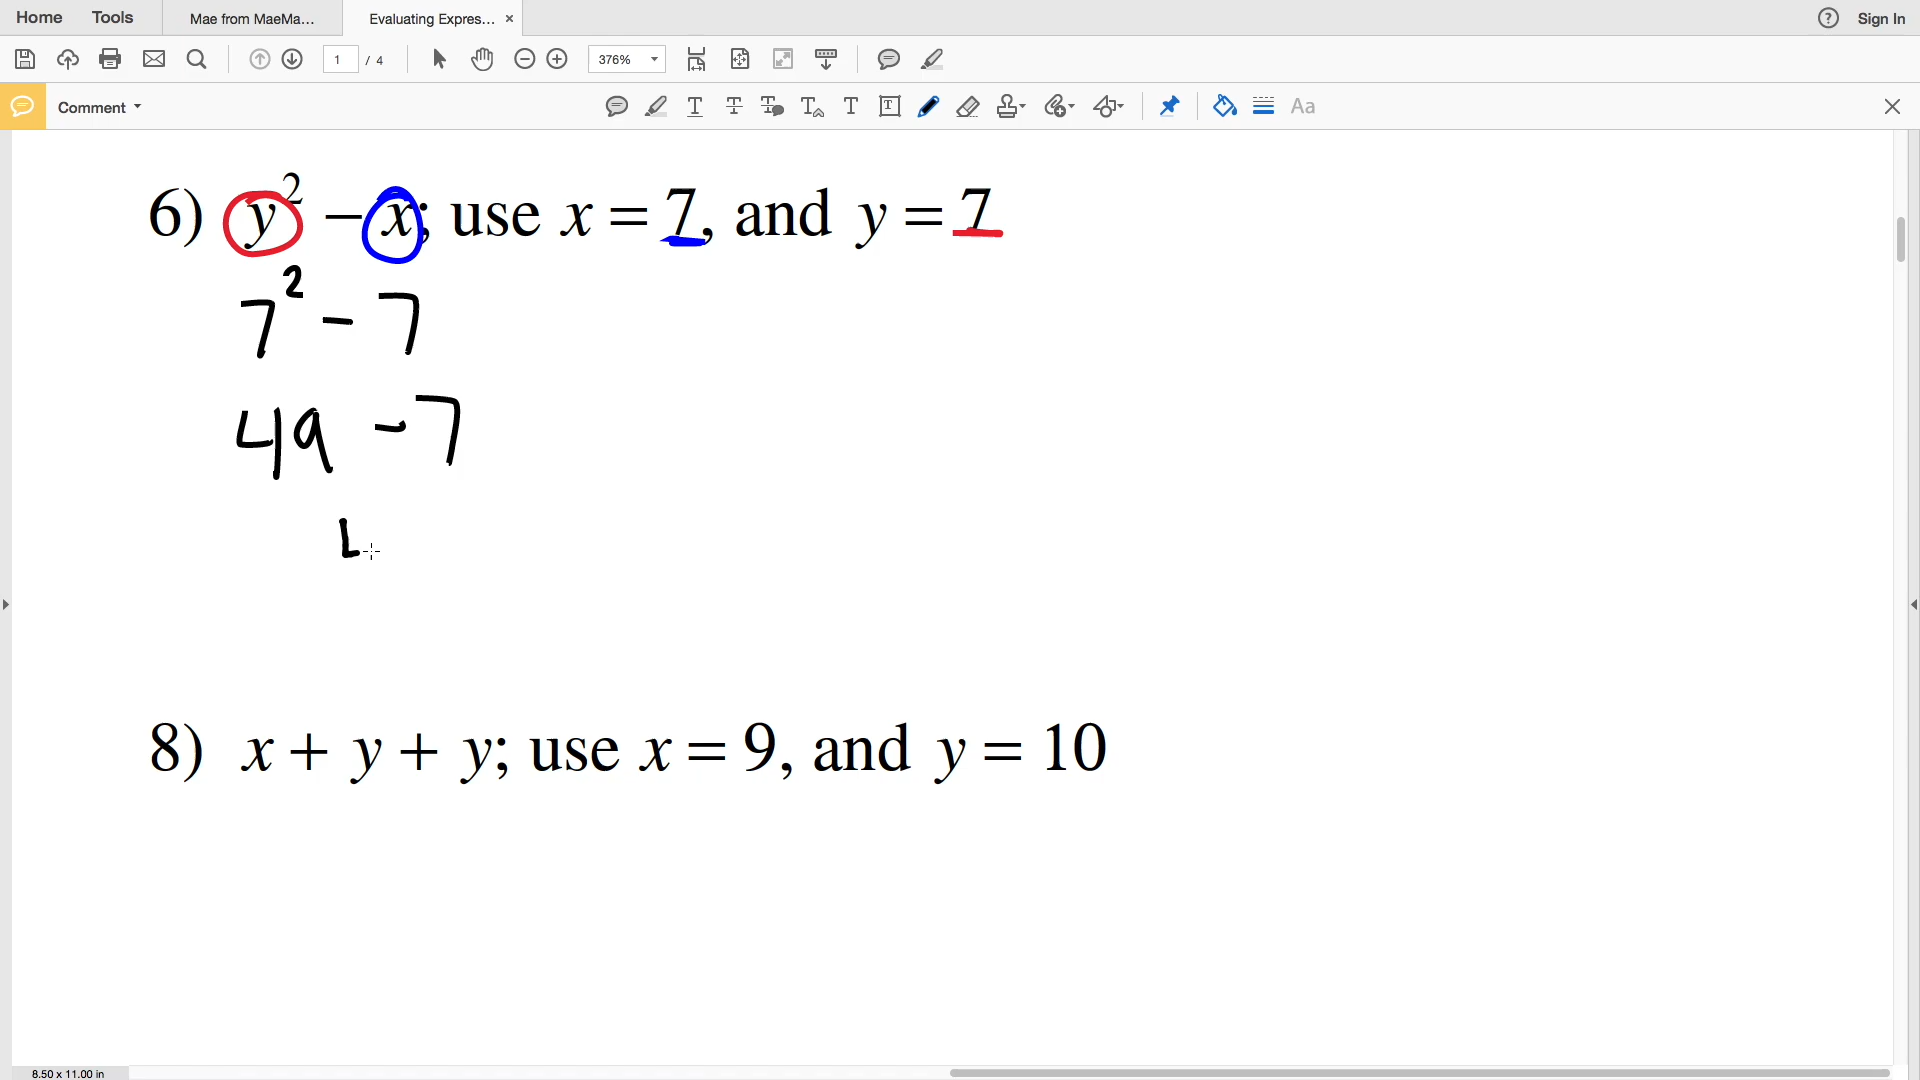 Home Tools Mae from MaeMa... Evaluating Expres... × ? Sign In
1 / 4 376%
Comment Aa
6) y² − x; use x = 7, and y = 7
7² - 7
49 - 7
8) x + y + y; use x = 9, and y = 10
8.50 x 11.00 in